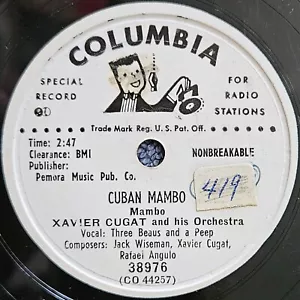 COLUMBIA
SPECIAL RECORD
FOR RADIO STATIONS
Trade Mark Reg. U.S. Pat. Off.
Time: 2:47
Clearance: BMI
Publisher:
Pemora Music Pub. Co.
NONBREAKABLE
CUBAN MAMBO
Mambo
419
XAVIER CUGAT and his Orchestra
Vocal: Three Beaus and a Peep
Composers: Jack Wiseman, Xavier Cugat,
Rafael Angulo
38976
(CO 44257)